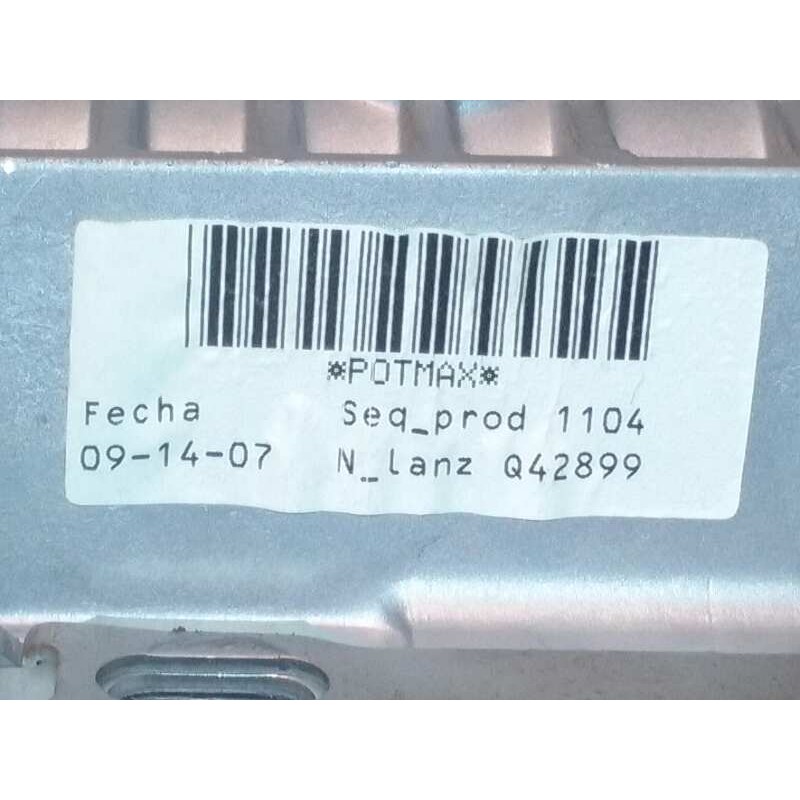 *POTMAX*
Fecha Seq_prod 1104
09-14-07 N_lanz Q42899